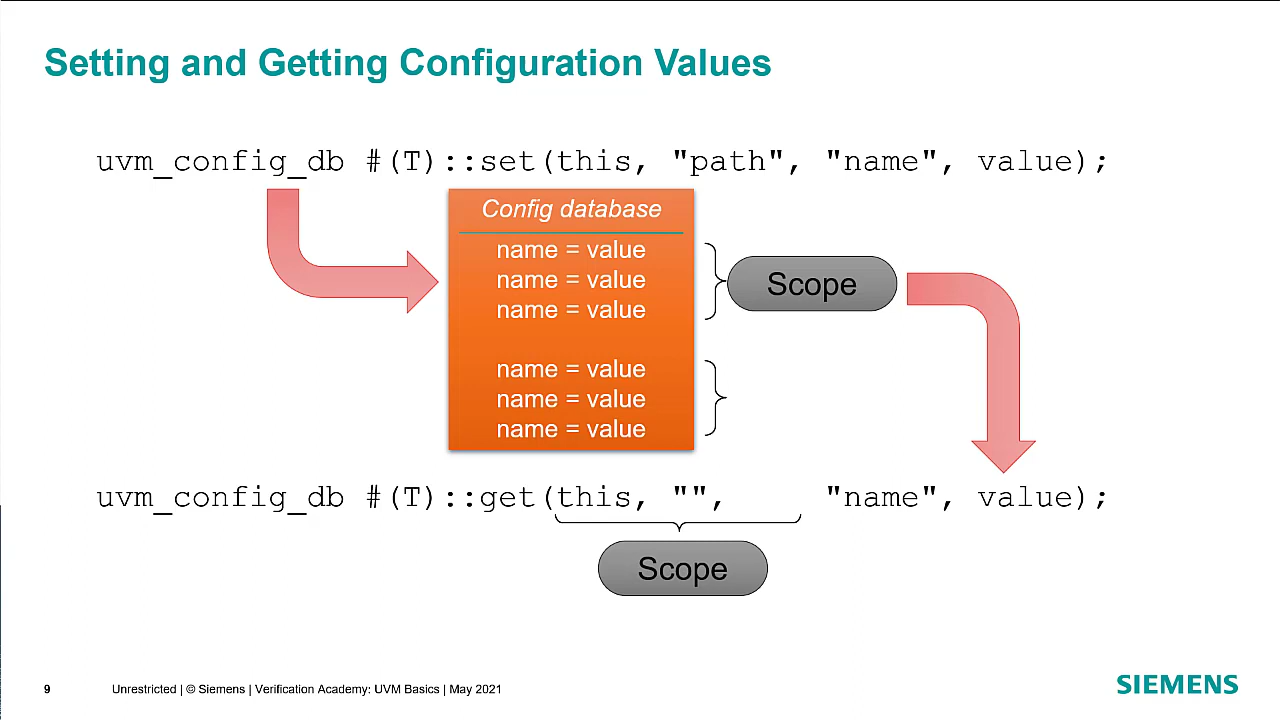 Setting and Getting Configuration Values
uvm_config_db #(T)::set(this, "path", "name", value);
Config database
name = value
name = value
name = value
Scope
name = value
name = value
name = value
uvm_config_db #(T)::get(this, "", "name", value);
Scope
9 Unrestricted | © Siemens | Verification Academy: UVM Basics | May 2021
SIEMENS